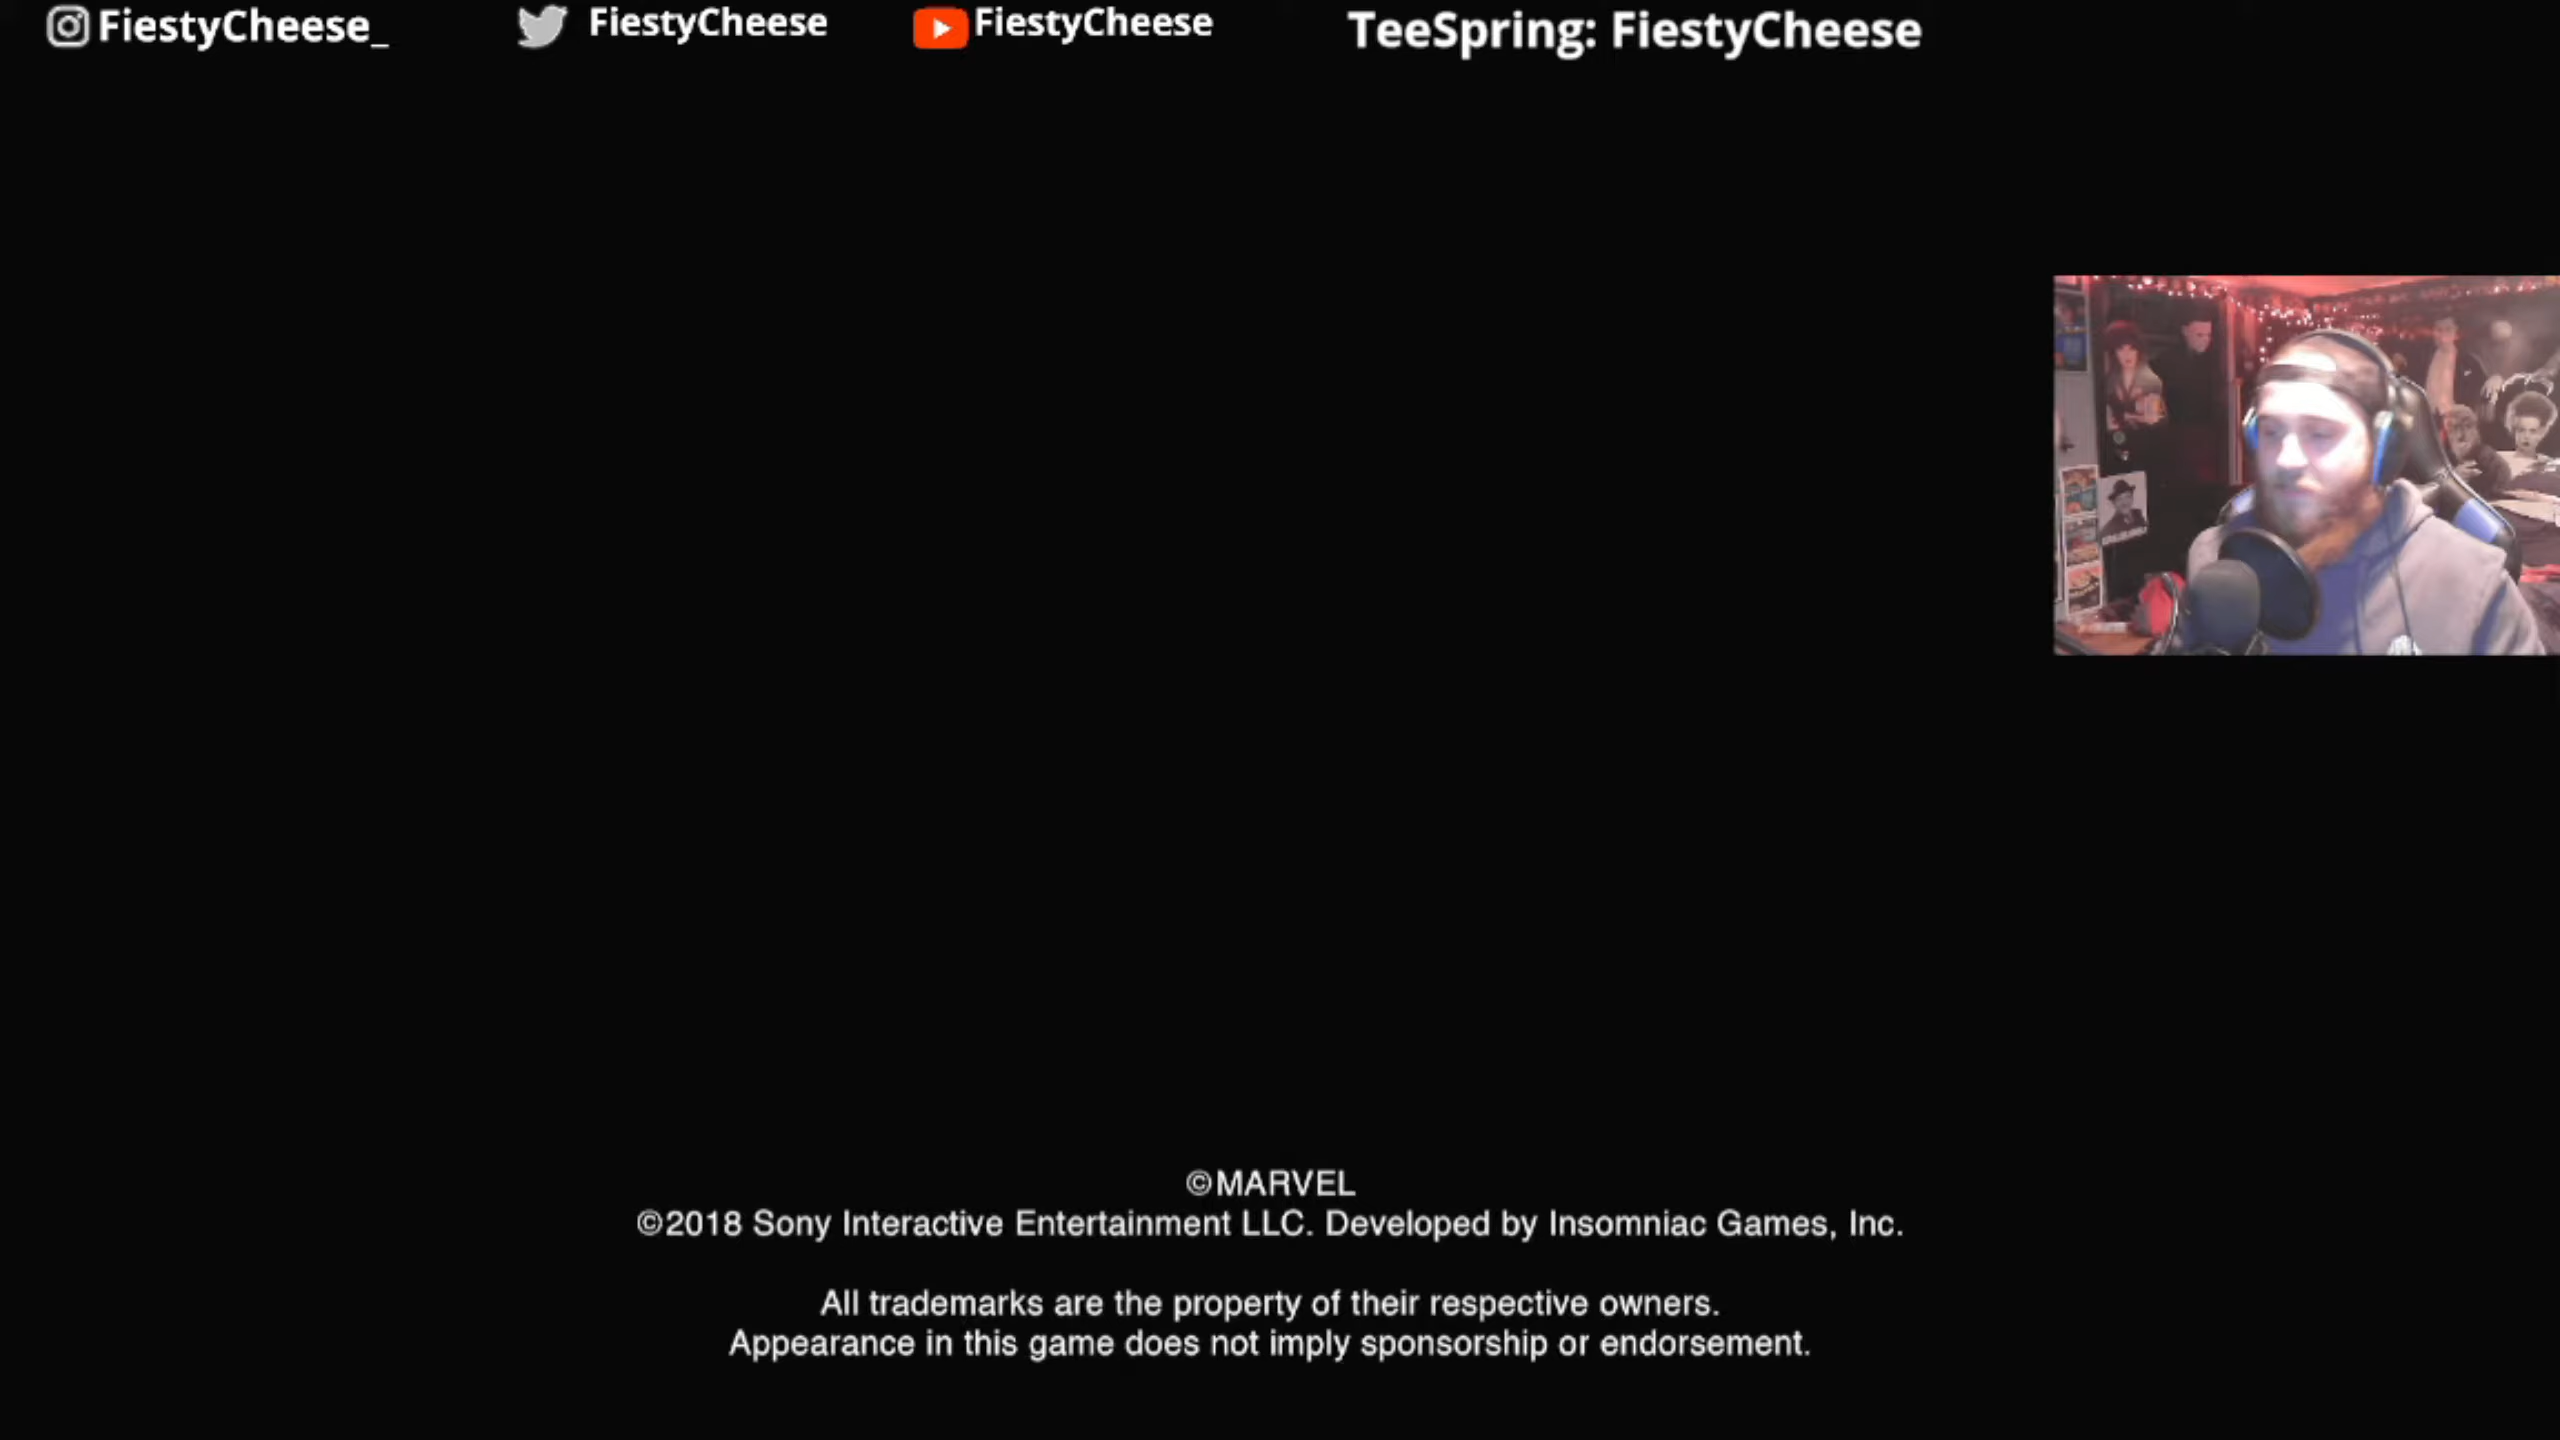 FiestyCheese_ FiestyCheese FiestyCheese TeeSpring: FiestyCheese
©MARVEL
©2018 Sony Interactive Entertainment LLC. Developed by Insomniac Games, Inc.
All trademarks are the property of their respective owners.
Appearance in this game does not imply sponsorship or endorsement.